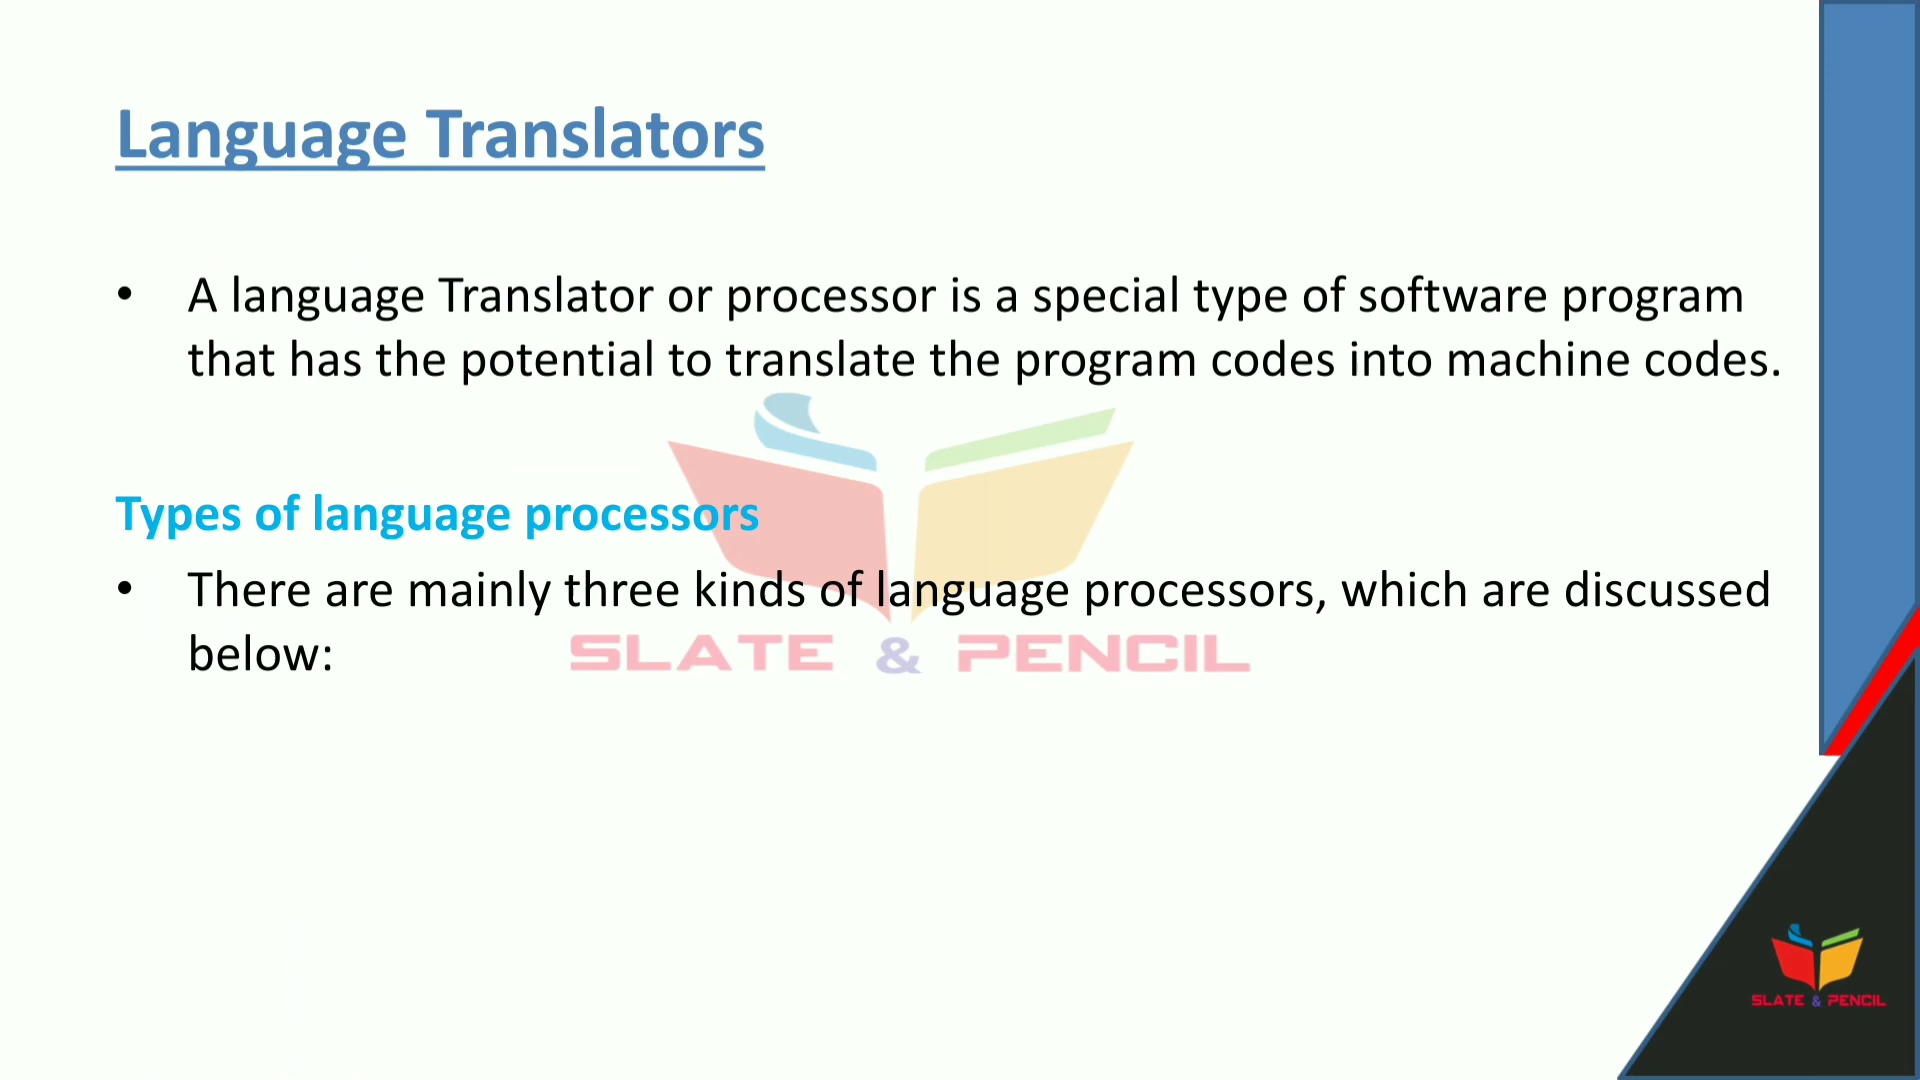 Language Translators
• A language Translator or processor is a special type of software program
that has the potential to translate the program codes into machine codes.
Types of language processors
• There are mainly three kinds of language processors, which are discussed
below:
SLATE & PENCIL
SLATE & PENCIL